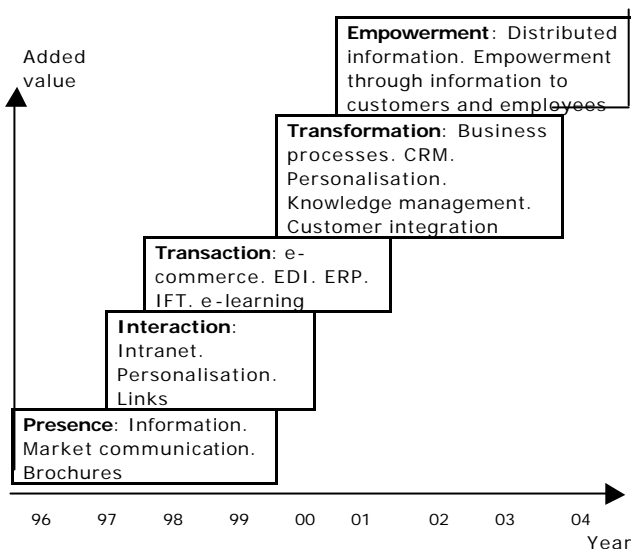 Added
value
Empowerment: Distributed
information. Empowerment
through information to
customers and employees
Transformation: Business
processes. CRM.
Personalisation.
Knowledge management.
Customer integration
Transaction: e-
commerce. EDI. ERP.
IFT. e-learning
Interaction:
Intranet.
Personalisation.
Links
Presence: Information.
Market communication.
Brochures
96 97 98 99 00 01 02 03 04
Year